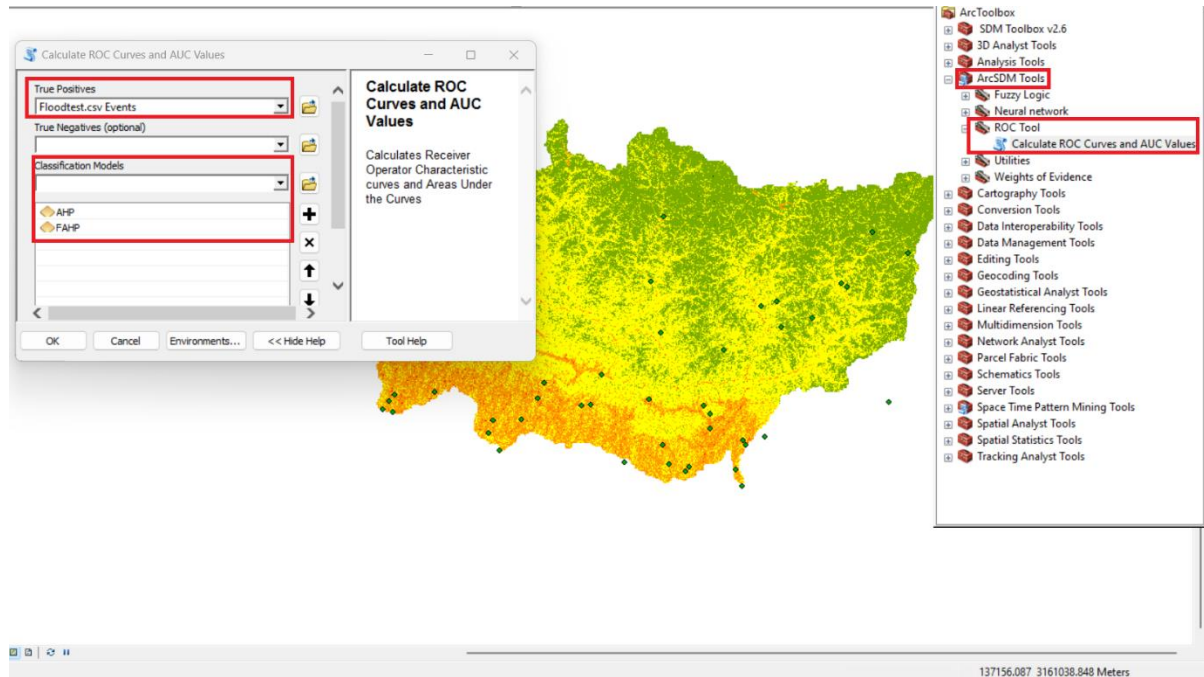 Calculate ROC Curves and AUC Values
True Positives
Floodtest.csv Events
True Negatives (optional)
Classification Models
AHP
FAHP
OK
Cancel
Environments...
<< Hide Help
Tool Help
Calculate ROC
Curves and AUC
Values
Calculates Receiver
Operator Characteristic
curves and Areas Under
the Curves
ArcToolbox
SDM Toolbox v2.6
3D Analyst Tools
Analysis Tools
ArcSDM Tools
Fuzzy Logic
Neural network
ROC Tool
Calculate ROC Curves and AUC Values
Utilities
Weights of Evidence
Cartography Tools
Conversion Tools
Data Interoperability Tools
Data Management Tools
Editing Tools
Geocoding Tools
Geostatistical Analyst Tools
Linear Referencing Tools
Multidimension Tools
Network Analyst Tools
Parcel Fabric Tools
Schematics Tools
Server Tools
Space Time Pattern Mining Tools
Spatial Analyst Tools
Spatial Statistics Tools
Tracking Analyst Tools
137156.087 3161038.848 Meters